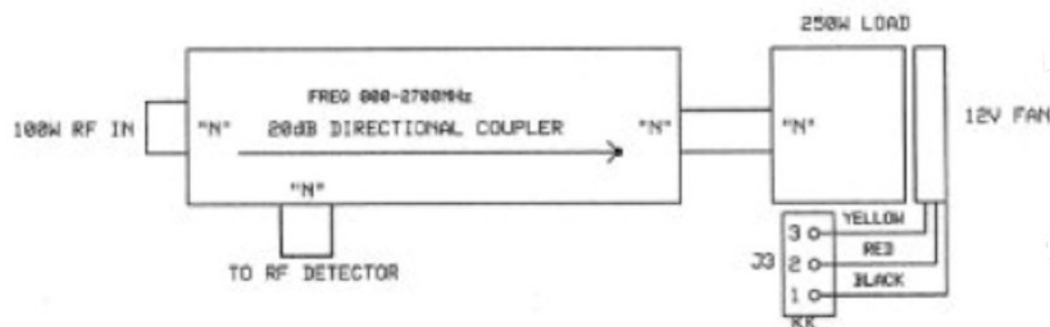 250W LOAD
FREQ 800-2700MHz
12V FAN
100W RF IN
"N"
20dB DIRECTIONAL COUPLER
"N"
"N"
"N"
YELLOW
3
RED
J3
2
TO RF DETECTOR
BLACK
1
KK